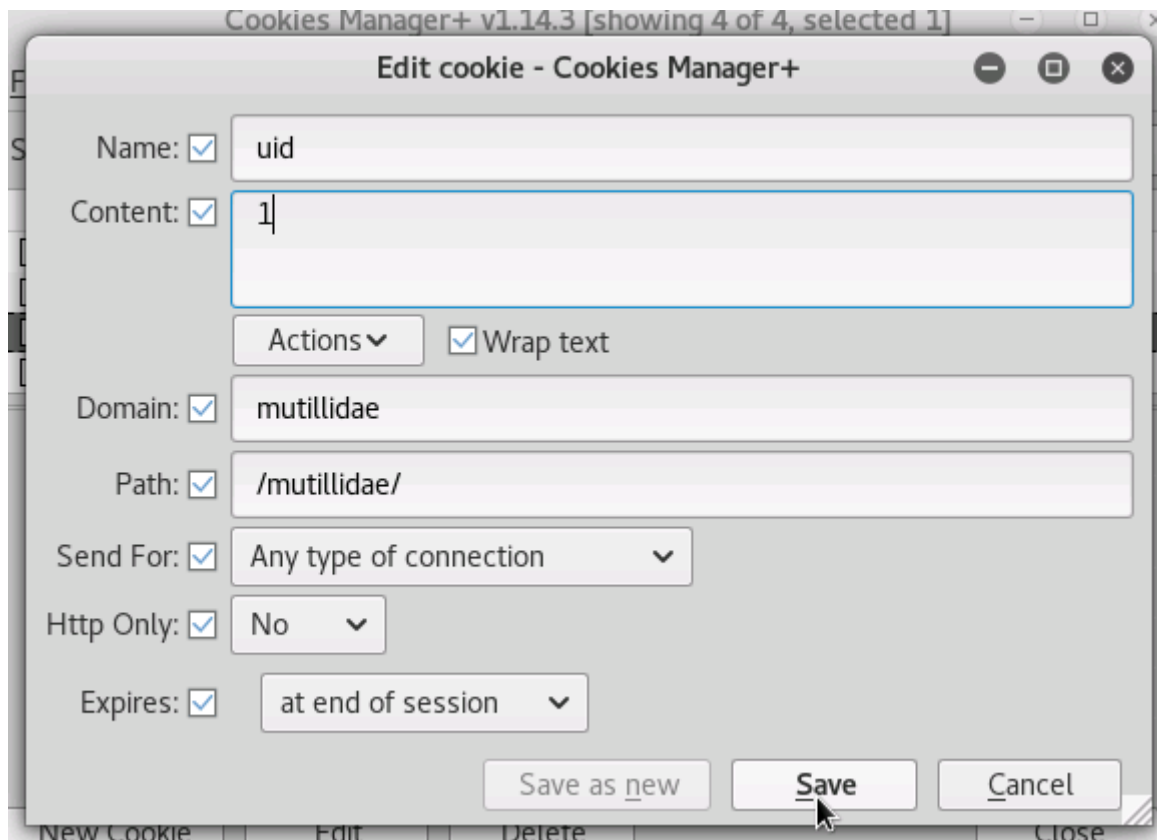 Cookies Manager+ v1.14.3 [showing 4 of 4, selected 1]
Edit cookie - Cookies Manager+
Name: uid
Content: 1
Actions Wrap text
Domain: mutillidae
Path: /mutillidae/
Send For: Any type of connection
Http Only: No
Expires: at end of session
Save as new Save Cancel
New Cookie Edit Delete Close